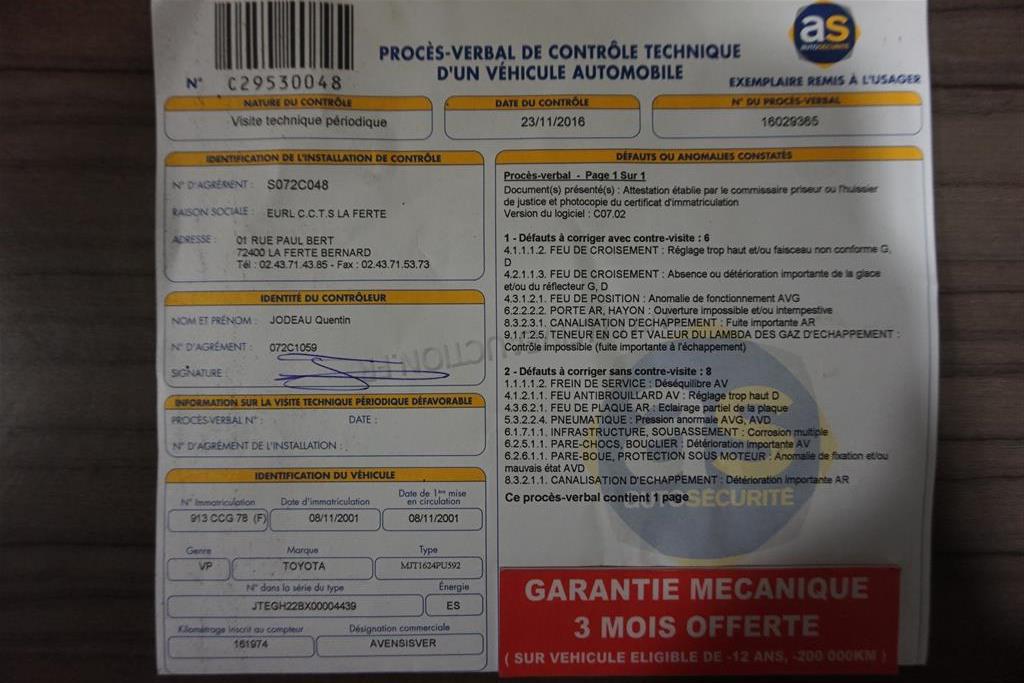 as
AUTOSÉCURITÉ
PROCÈS-VERBAL DE CONTRÔLE TECHNIQUE
D'UN VÉHICULE AUTOMOBILE
N° C29530048
EXEMPLAIRE REMIS À L'USAGER
NATURE DU CONTRÔLE
Visite technique périodique
DATE DU CONTRÔLE
23/11/2016
N° DU PROCÈS-VERBAL
16029365
IDENTIFICATION DE L'INSTALLATION DE CONTRÔLE
N° D'AGRÉMENT : S072C048
RAISON SOCIALE : EURL C.C.T.S LA FERTE
ADRESSE : 01 RUE PAUL BERT
72400 LA FERTE BERNARD
Tél : 02.43.71.43.85 - Fax : 02.43.71.53.73
IDENTITÉ DU CONTRÔLEUR
NOM ET PRÉNOM : JODEAU Quentin
N° D'AGRÉMENT : 072C1059
SIGNATURE :
INFORMATION SUR LA VISITE TECHNIQUE PÉRIODIQUE DÉFAVORABLE
PROCÈS-VERBAL N° : DATE :
N° D'AGRÉMENT DE L'INSTALLATION :
IDENTIFICATION DU VÉHICULE
N° Immatriculation
Date d'immatriculation
Date de 1ère mise
en circulation
913 CCG 78 (F)
08/11/2001
08/11/2001
Genre
Marque
Type
VP
TOYOTA
MJT1624PU592
N° dans la série du type
Énergie
JTEGH22BX00004439
ES
Kilométrage inscrit au compteur
Désignation commerciale
161974
AVENSISVER
DÉFAUTS OU ANOMALIES CONSTATÉS
Procès-verbal - Page 1 Sur 1
Document(s) présenté(s) : Attestation établie par le commissaire priseur ou l'huissier
de justice et photocopie du certificat d'immatriculation
Version du logiciel : C07.02
1 - Défauts à corriger avec contre-visite : 6
4.1.1.1.2. FEU DE CROISEMENT : Réglage trop haut et/ou faisceau non conforme G,
D
4.2.1.1.3. FEU DE CROISEMENT : Absence ou détérioration importante de la glace
et/ou du réflecteur G, D
4.3.1.2.1. FEU DE POSITION : Anomalie de fonctionnement AVG
6.2.2.2.2. PORTE AR, HAYON : Ouverture impossible et/ou intempestive
8.3.2.3.1. CANALISATION D'ECHAPPEMENT : Fuite importante AR
9.1.1.2.5. TENEUR EN CO ET VALEUR DU LAMBDA DES GAZ D'ECHAPPEMENT :
Contrôle impossible (fuite importante à l'échappement)
2 - Défauts à corriger sans contre-visite : 8
1.1.1.1.2. FREIN DE SERVICE : Déséquilibre AV
4.1.2.1.1. FEU ANTIBROUILLARD AV : Réglage trop haut D
4.3.6.2.1. FEU DE PLAQUE AR : Eclairage partiel de la plaque
5.3.2.2.4. PNEUMATIQUE : Pression anormale AVG, AVD
6.1.7.1.1. INFRASTRUCTURE, SOUBASSEMENT : Corrosion multiple
6.2.5.1.1. PARE-CHOCS, BOUCLIER : Détérioration importante AV
6.2.6.1.1. PARE-BOUE, PROTECTION SOUS MOTEUR : Anomalie de fixation et/ou
mauvais état AVD
8.3.2.1.1. CANALISATION D'ECHAPPEMENT : Détérioration importante AR
Ce procès-verbal contient 1 page
as
autoSÉCURITÉ
GARANTIE MECANIQUE
3 MOIS OFFERTE
( SUR VEHICULE ELIGIBLE DE -12 ANS, -200 000KM )